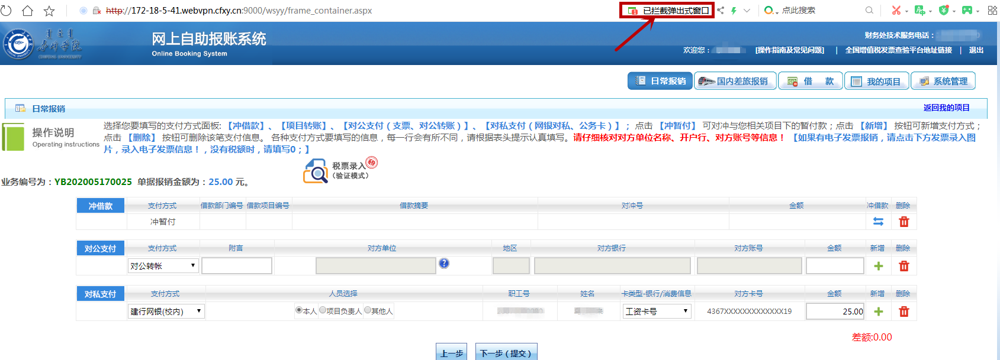 http://172-18-5-41.webvpn.cfxy.cn:9000/wsyy/frame_container.aspx
1 已拦截弹出式窗口
点此搜索
赤峰学院
CHIFENG UNIVERSITY
网上自助报账系统
Online Booking System
财务处技术服务电话：
欢迎您： [操作指南及常见问题] | 全国增值税发票查验平台地址链接 | 退出
日常报销 国内差旅报销 借 款 我的项目 系统管理
日常报销 返回我的项目
操作说明
Operating instructions
选择您要填写的支付方式面板: 【冲借款】、【项目转账】、【对公支付（支票、对公转账）】、【对私支付（网银对私、公务卡）】；点击 【冲暂付】 可对冲与您相关项目下的暂付款；点击 【新增】 按钮可新增支付方式；
点击 【删除】 按钮可删除该笔支付信息。 各种支付方式要填写的信息，每一行会有所不同，请根据表头提示认真填写。请仔细核对对方单位名称、开户行、对方账号等信息！ 【如果有电子发票报销，请点击下方发票录入图
片，录入电子发票信息！，没有税额时，请填写0；】
税票录入
（验证模式）
业务编号为：YB202005170025 单据报销金额为：25.00 元。
冲借款 支付方式 借款部门编号 借款项目编号 借款摘要 对冲号 金额 冲借款 删除
冲暂付
对公支付 支付方式 附言 对方单位 地区 对方银行 对方账号 金额 新增 删除
对公转帐
对私支付 支付方式 人员选择 职工号 姓名 卡类型-银行/消费信息 对方卡号 金额 新增 删除
建行网银(校内) 本人 项目负责人 其他人 工资卡号 4367XXXXXXXXXXXXX19 25.00
差额:0.00
上一步 下一步（提交）